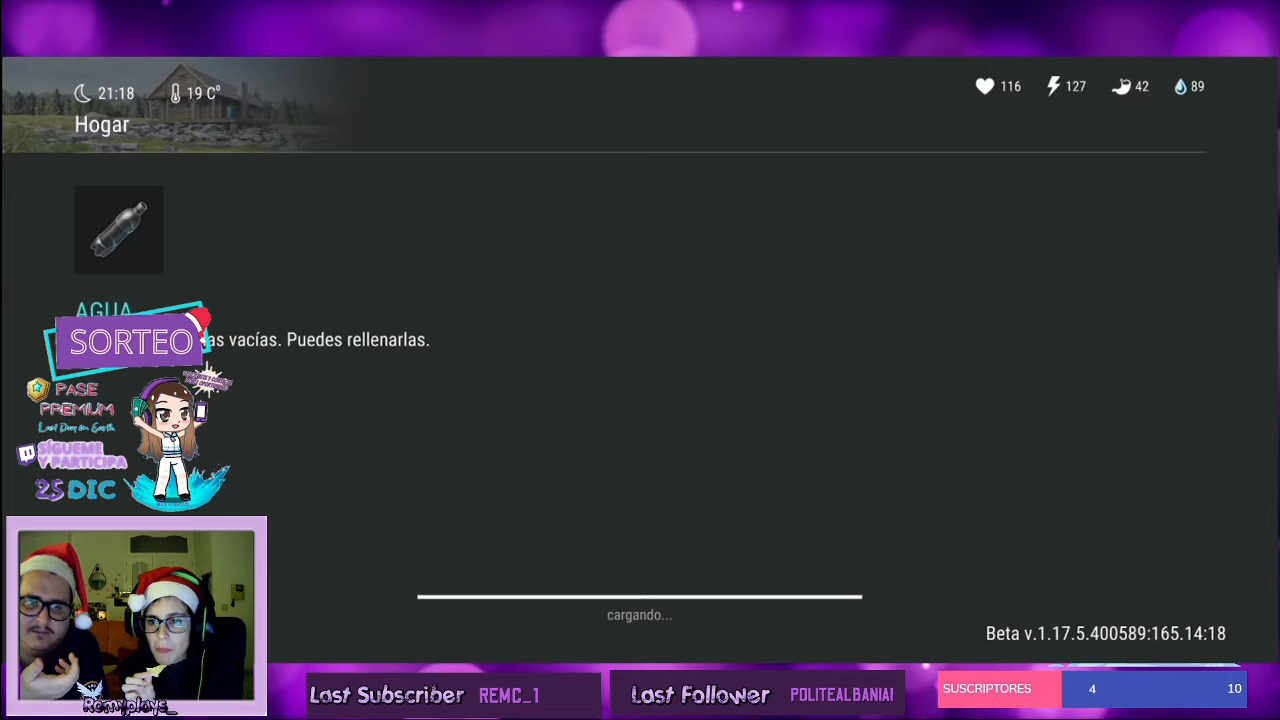 21:18 19 C°
116 127 42 89
Hogar
AGUA
as vacías. Puedes rellenarlas.
SORTEO
PASE
PREMIUM
Last Day on Earth
SÍGUEME
Y PARTICIPA
25 DIC
cargando...
Beta v.1.17.5.400589:165.14:18
Remyplays_
Last Subscriber REMC_1
Last Follower POLITEALBANIAI
SUSCRIPTORES 4 10